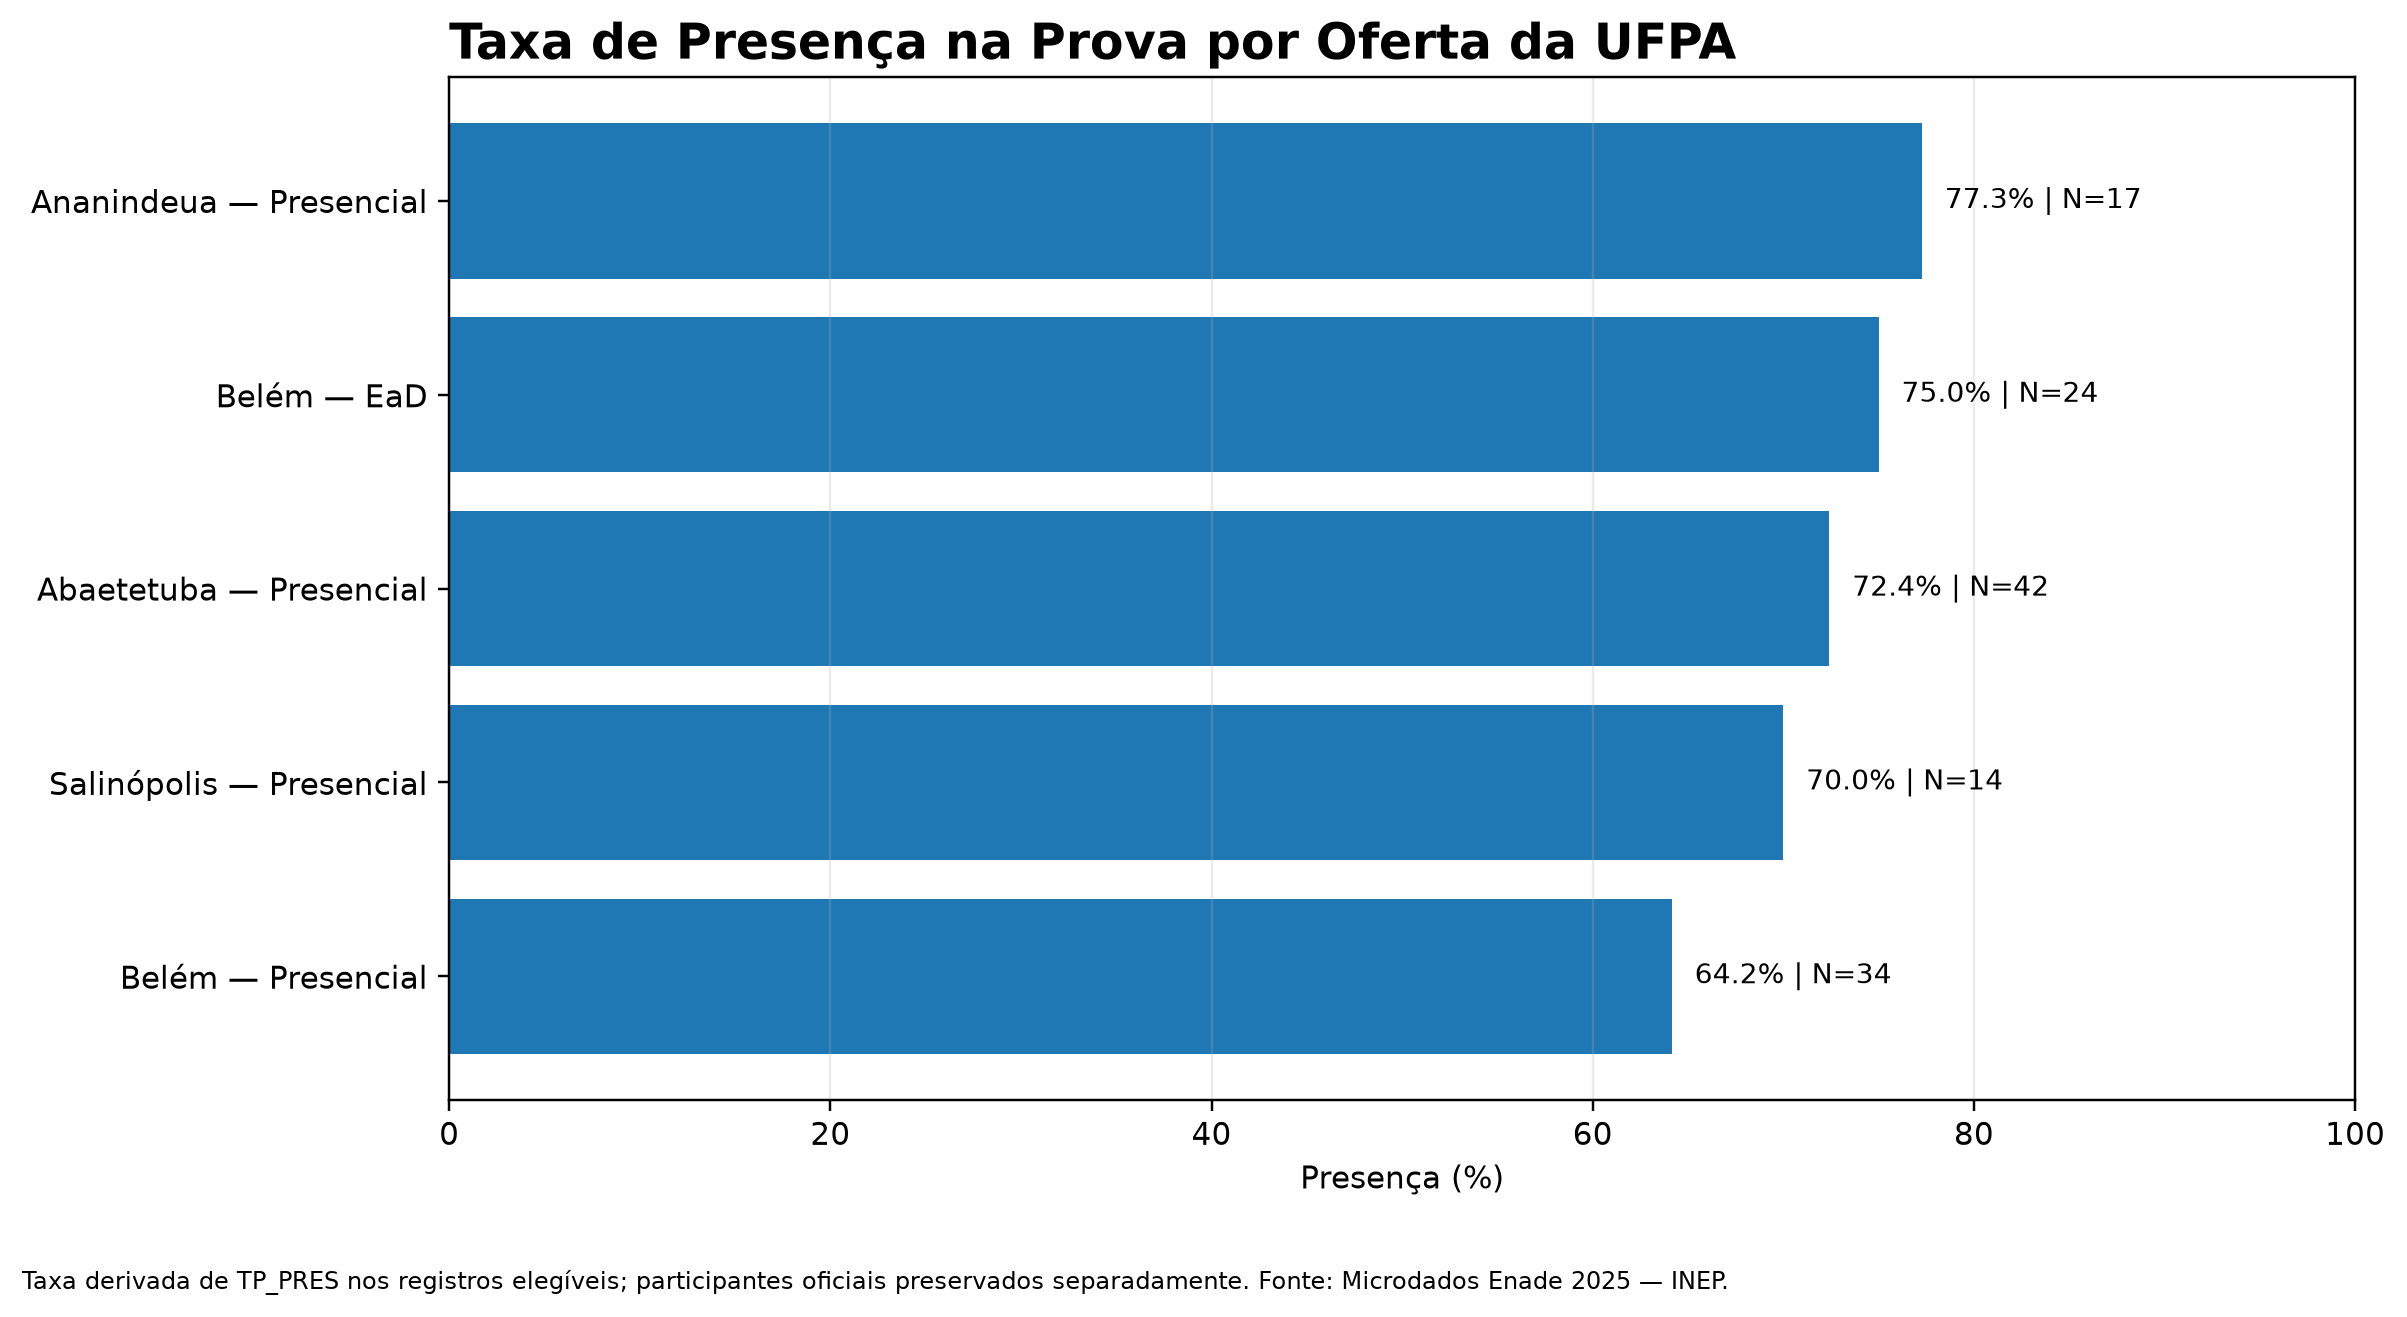 Taxa de Presença na Prova por Oferta da UFPA
Ananindeua — Presencial
77.3% | N=17
Belém — EaD
75.0% | N=24
Abaetetuba — Presencial
72.4% | N=42
Salinópolis — Presencial
70.0% | N=14
Belém — Presencial
64.2% | N=34
0 20 40 60 80 100
Presença (%)
Taxa derivada de TP_PRES nos registros elegíveis; participantes oficiais preservados separadamente. Fonte: Microdados Enade 2025 — INEP.